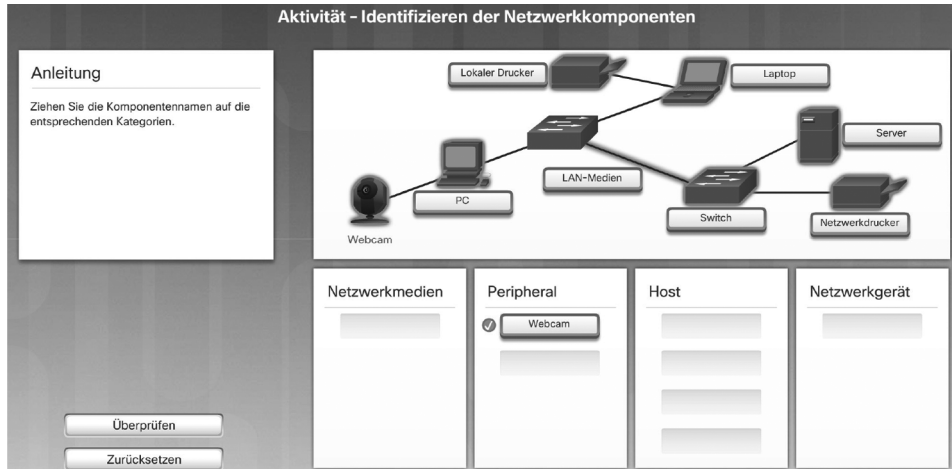 Aktivität – Identifizieren der Netzwerkkomponenten
Anleitung
Ziehen Sie die Komponentennamen auf die
entsprechenden Kategorien.
Lokaler Drucker
Laptop
Server
LAN-Medien
PC
Switch
Netzwerkdrucker
Webcam
Netzwerkmedien
Peripheral
Webcam
Host
Netzwerkgerät
Überprüfen
Zurücksetzen